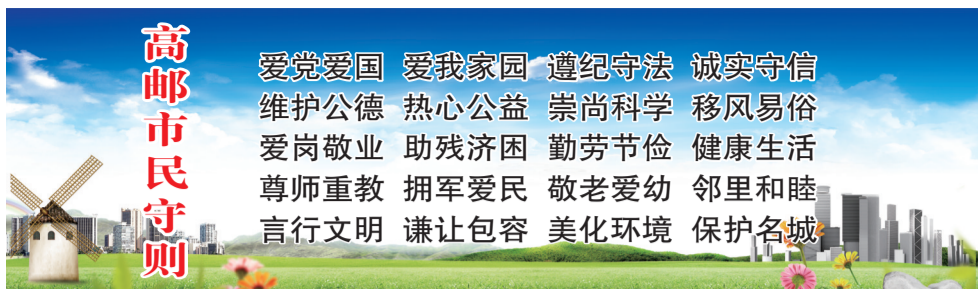 高邮市民守则
爱党爱国 爱我家园 遵纪守法 诚实守信
维护公德 热心公益 崇尚科学 移风易俗
爱岗敬业 助残济困 勤劳节俭 健康生活
尊师重教 拥军爱民 敬老爱幼 邻里和睦
言行文明 谦让包容 美化环境 保护名城